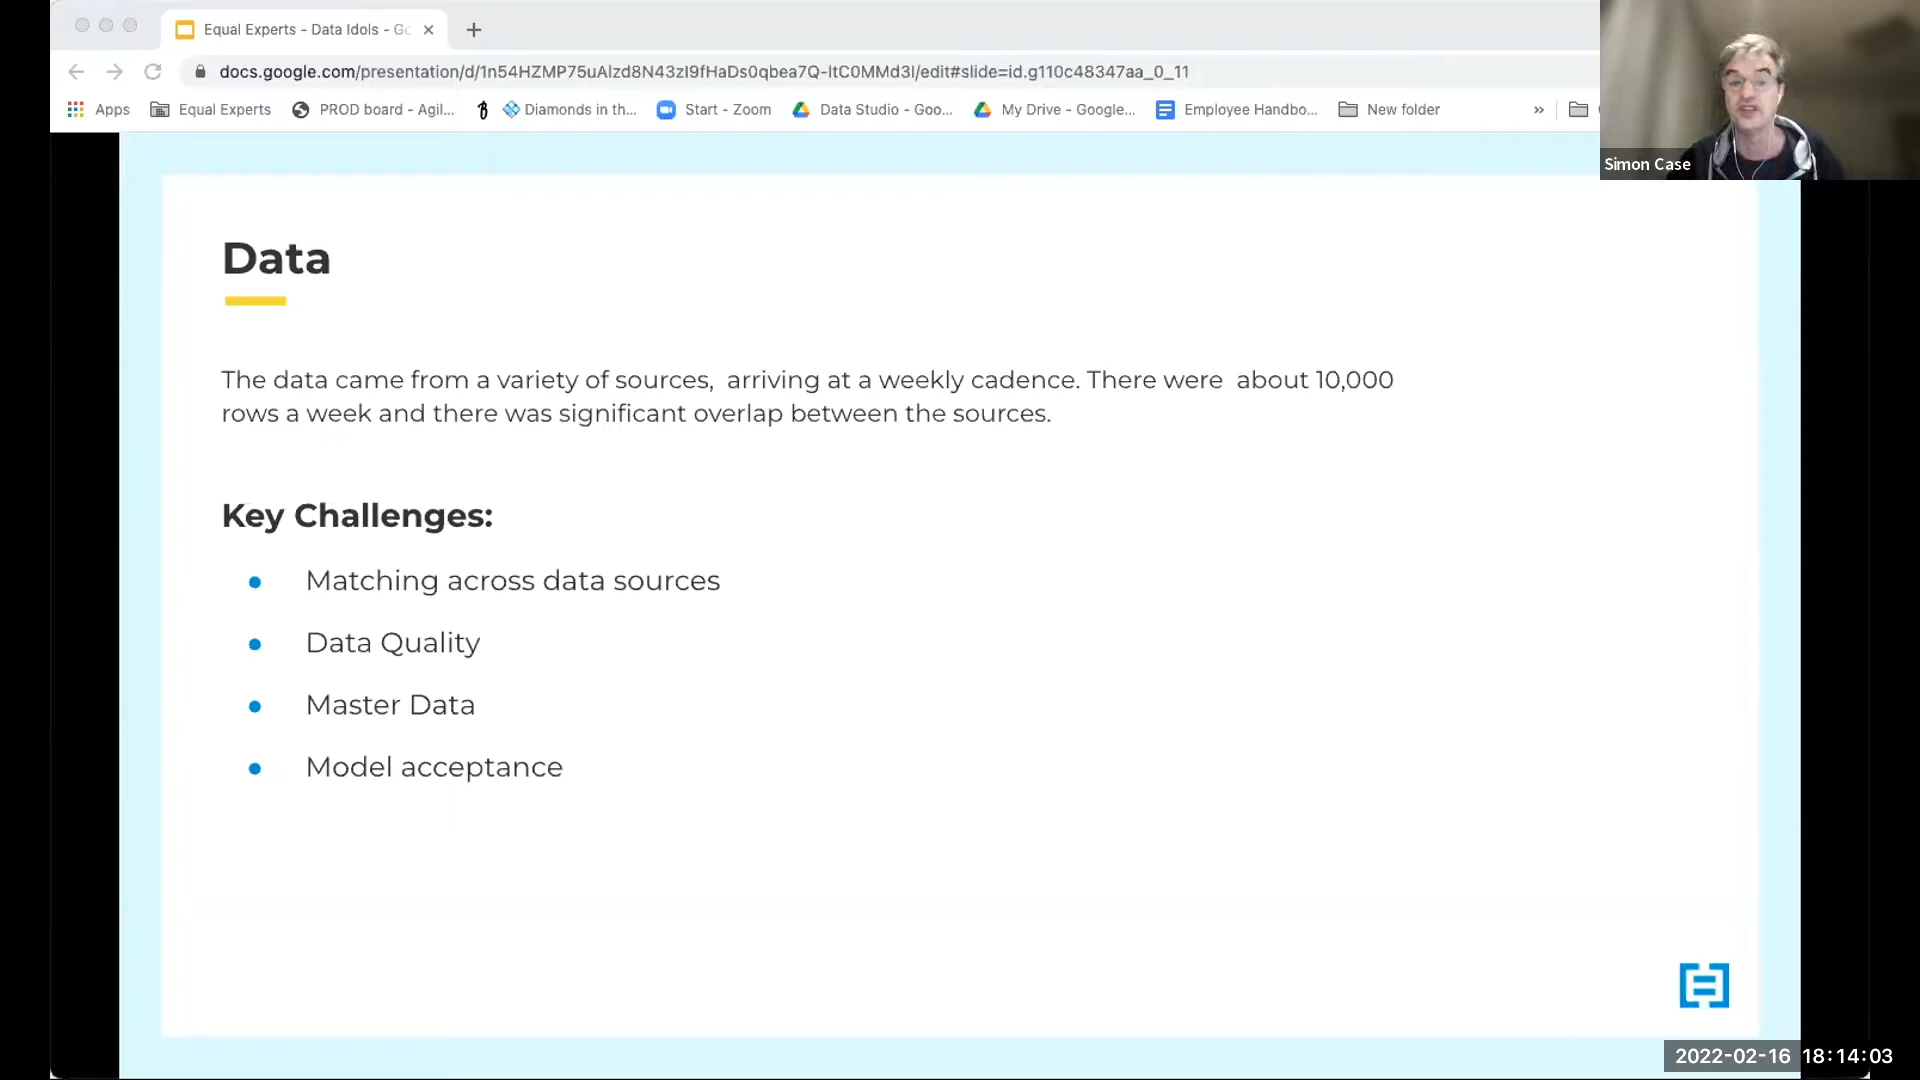 Equal Experts - Data Idols - Go
docs.google.com/presentation/d/1n54HZMP75uAlzd8N43zI9fHaDs0qbea7Q-ItC0MMd3I/edit#slide=id.g110c48347aa_0_11
Apps Equal Experts PROD board - Agil... Diamonds in th... Start - Zoom Data Studio - Goo... My Drive - Google... Employee Handbo... New folder »
Simon Case
Data
The data came from a variety of sources, arriving at a weekly cadence. There were about 10,000
rows a week and there was significant overlap between the sources.
Key Challenges:
● Matching across data sources
● Data Quality
● Master Data
● Model acceptance
2022-02-16 18:14:03